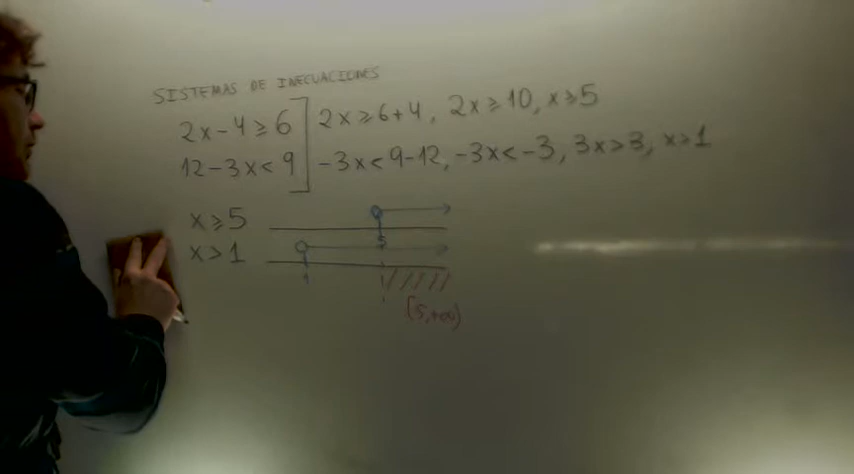 SISTEMAS DE INECUACIONES
2x-4≥6] 2x≥6+4, 2x≥10, x≥5
12-3x<9] -3x<9-12, -3x<-3, 3x>3, x>1
x≥5
5
x>1
1
[5,+∞)